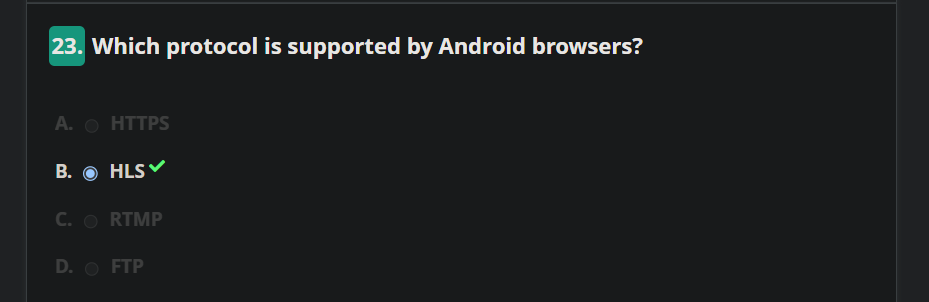 23. Which protocol is supported by Android browsers?
A. HTTPS
B. HLS
C. RTMP
D. FTP